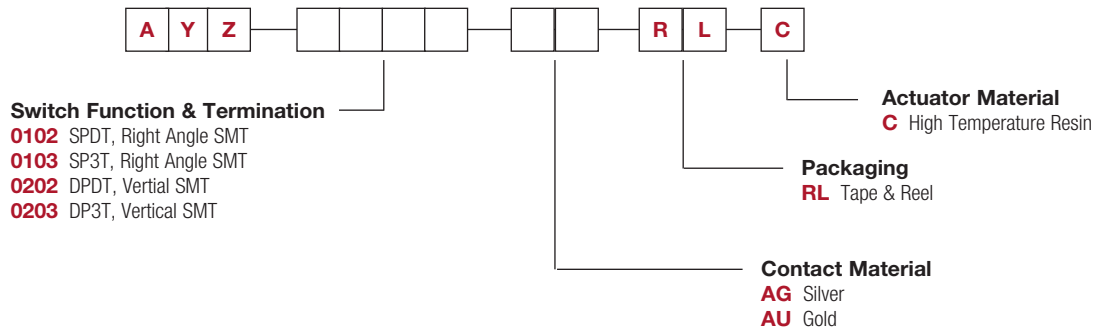 A Y Z R L C
Switch Function & Termination
0102 SPDT, Right Angle SMT
0103 SP3T, Right Angle SMT
0202 DPDT, Vertial SMT
0203 DP3T, Vertical SMT
Actuator Material
C High Temperature Resin
Packaging
RL Tape & Reel
Contact Material
AG Silver
AU Gold